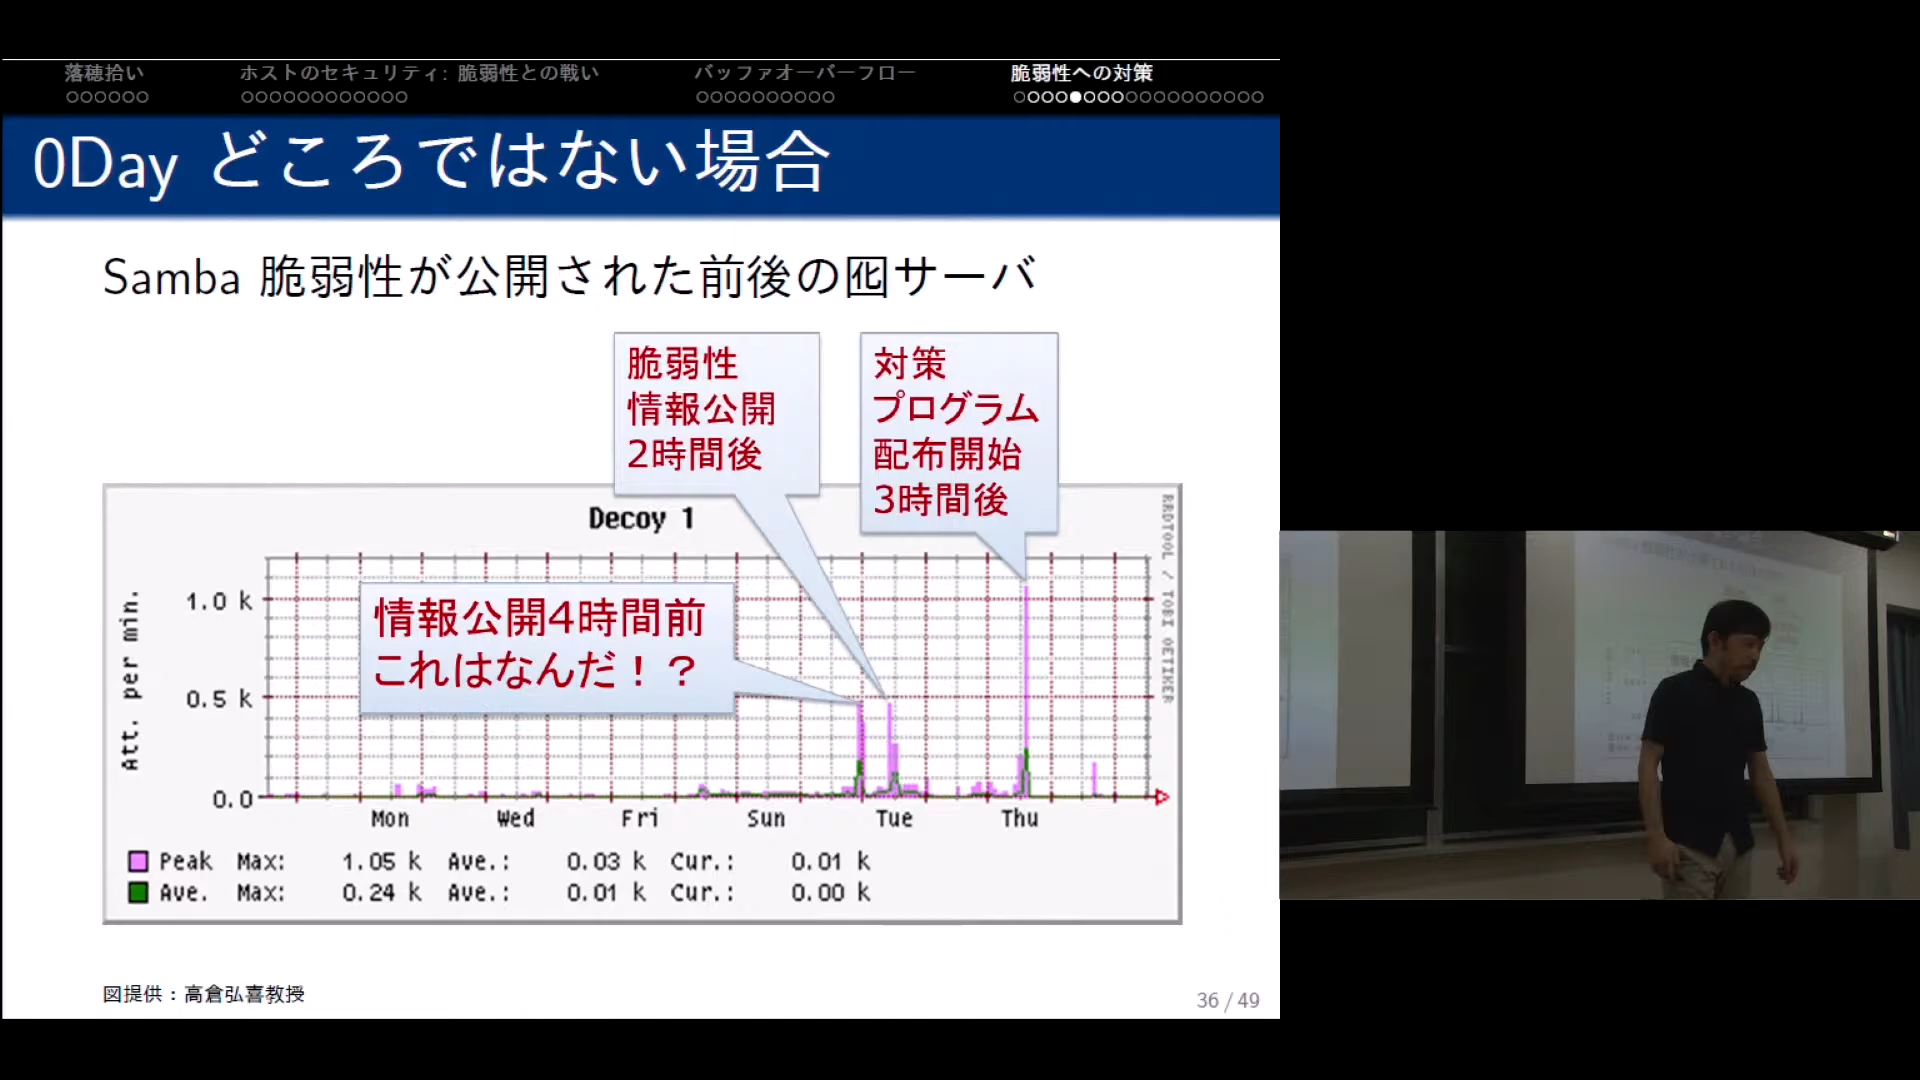 落穂拾い
ホストのセキュリティ: 脆弱性との戦い
バッファオーバーフロー
脆弱性への対策
0Day どころではない場合
Samba 脆弱性が公開された前後の囮サーバ
脆弱性
情報公開
2時間後
対策
プログラム
配布開始
3時間後
Decoy 1
RRDTOOL / TOBI OETIKER
情報公開4時間前
これはなんだ！？
Att. per min.
1.0 k
0.5 k
0.0
Mon Wed Fri Sun Tue Thu
Peak Max: 1.05 k Ave.: 0.03 k Cur.: 0.01 k
Ave. Max: 0.24 k Ave.: 0.01 k Cur.: 0.00 k
図提供：高倉弘喜教授
36 / 49